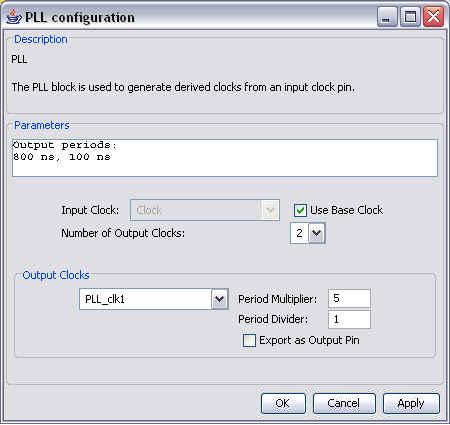 PLL configuration
Description
PLL
The PLL block is used to generate derived clocks from an input clock pin.
Parameters
Output periods:
800 ns, 100 ns
Input Clock: Clock Use Base Clock
Number of Output Clocks: 2
Output Clocks
PLL_clk1 Period Multiplier: 5
Period Divider: 1
Export as Output Pin
OK Cancel Apply